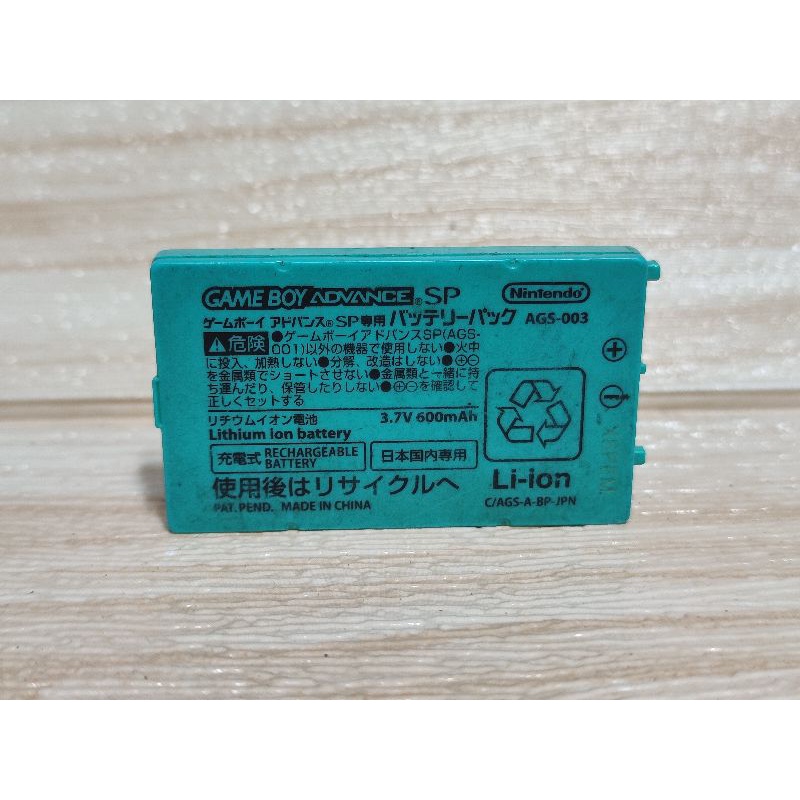 GAME BOY ADVANCE® SP
Nintendo®
ゲームボーイ アドバンス®SP専用 バッテリーパック AGS-003
危険 ●ゲームボーイアドバンスSP(AGS-
001)以外の機器で使用しない●火中
に投入、加熱しない●分解、改造はしない●⊕⊖
を金属類でショートさせない●金属類と一緒に持
ち運んだり、保管したりしない●⊕⊖を確認して
正しくセットする
リチウムイオン電池 3.7V 600mAh
Lithium ion battery
充電式 RECHARGEABLE
BATTERY
日本国内専用
使用後はリサイクルへ
Li-ion
PAT. PEND. MADE IN CHINA
C/AGS-A-BP-JPN
⊕
⊖